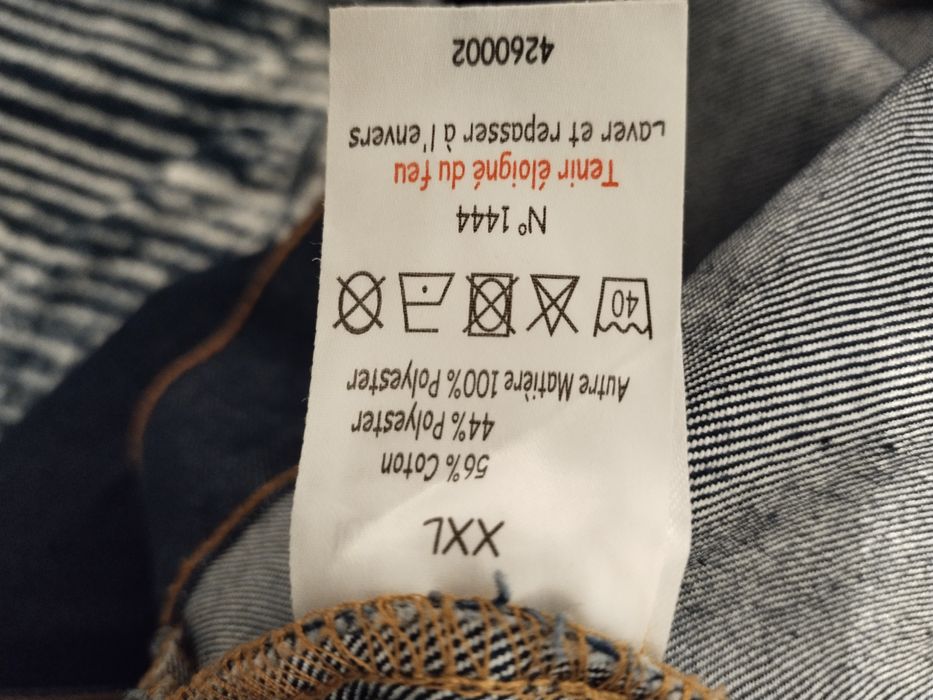 XXL
56% Coton
44% Polyester
Autre Matière 100% Polyester
40
N° 1444
Tenir éloigné du feu
Laver et repasser à l'envers
4260002